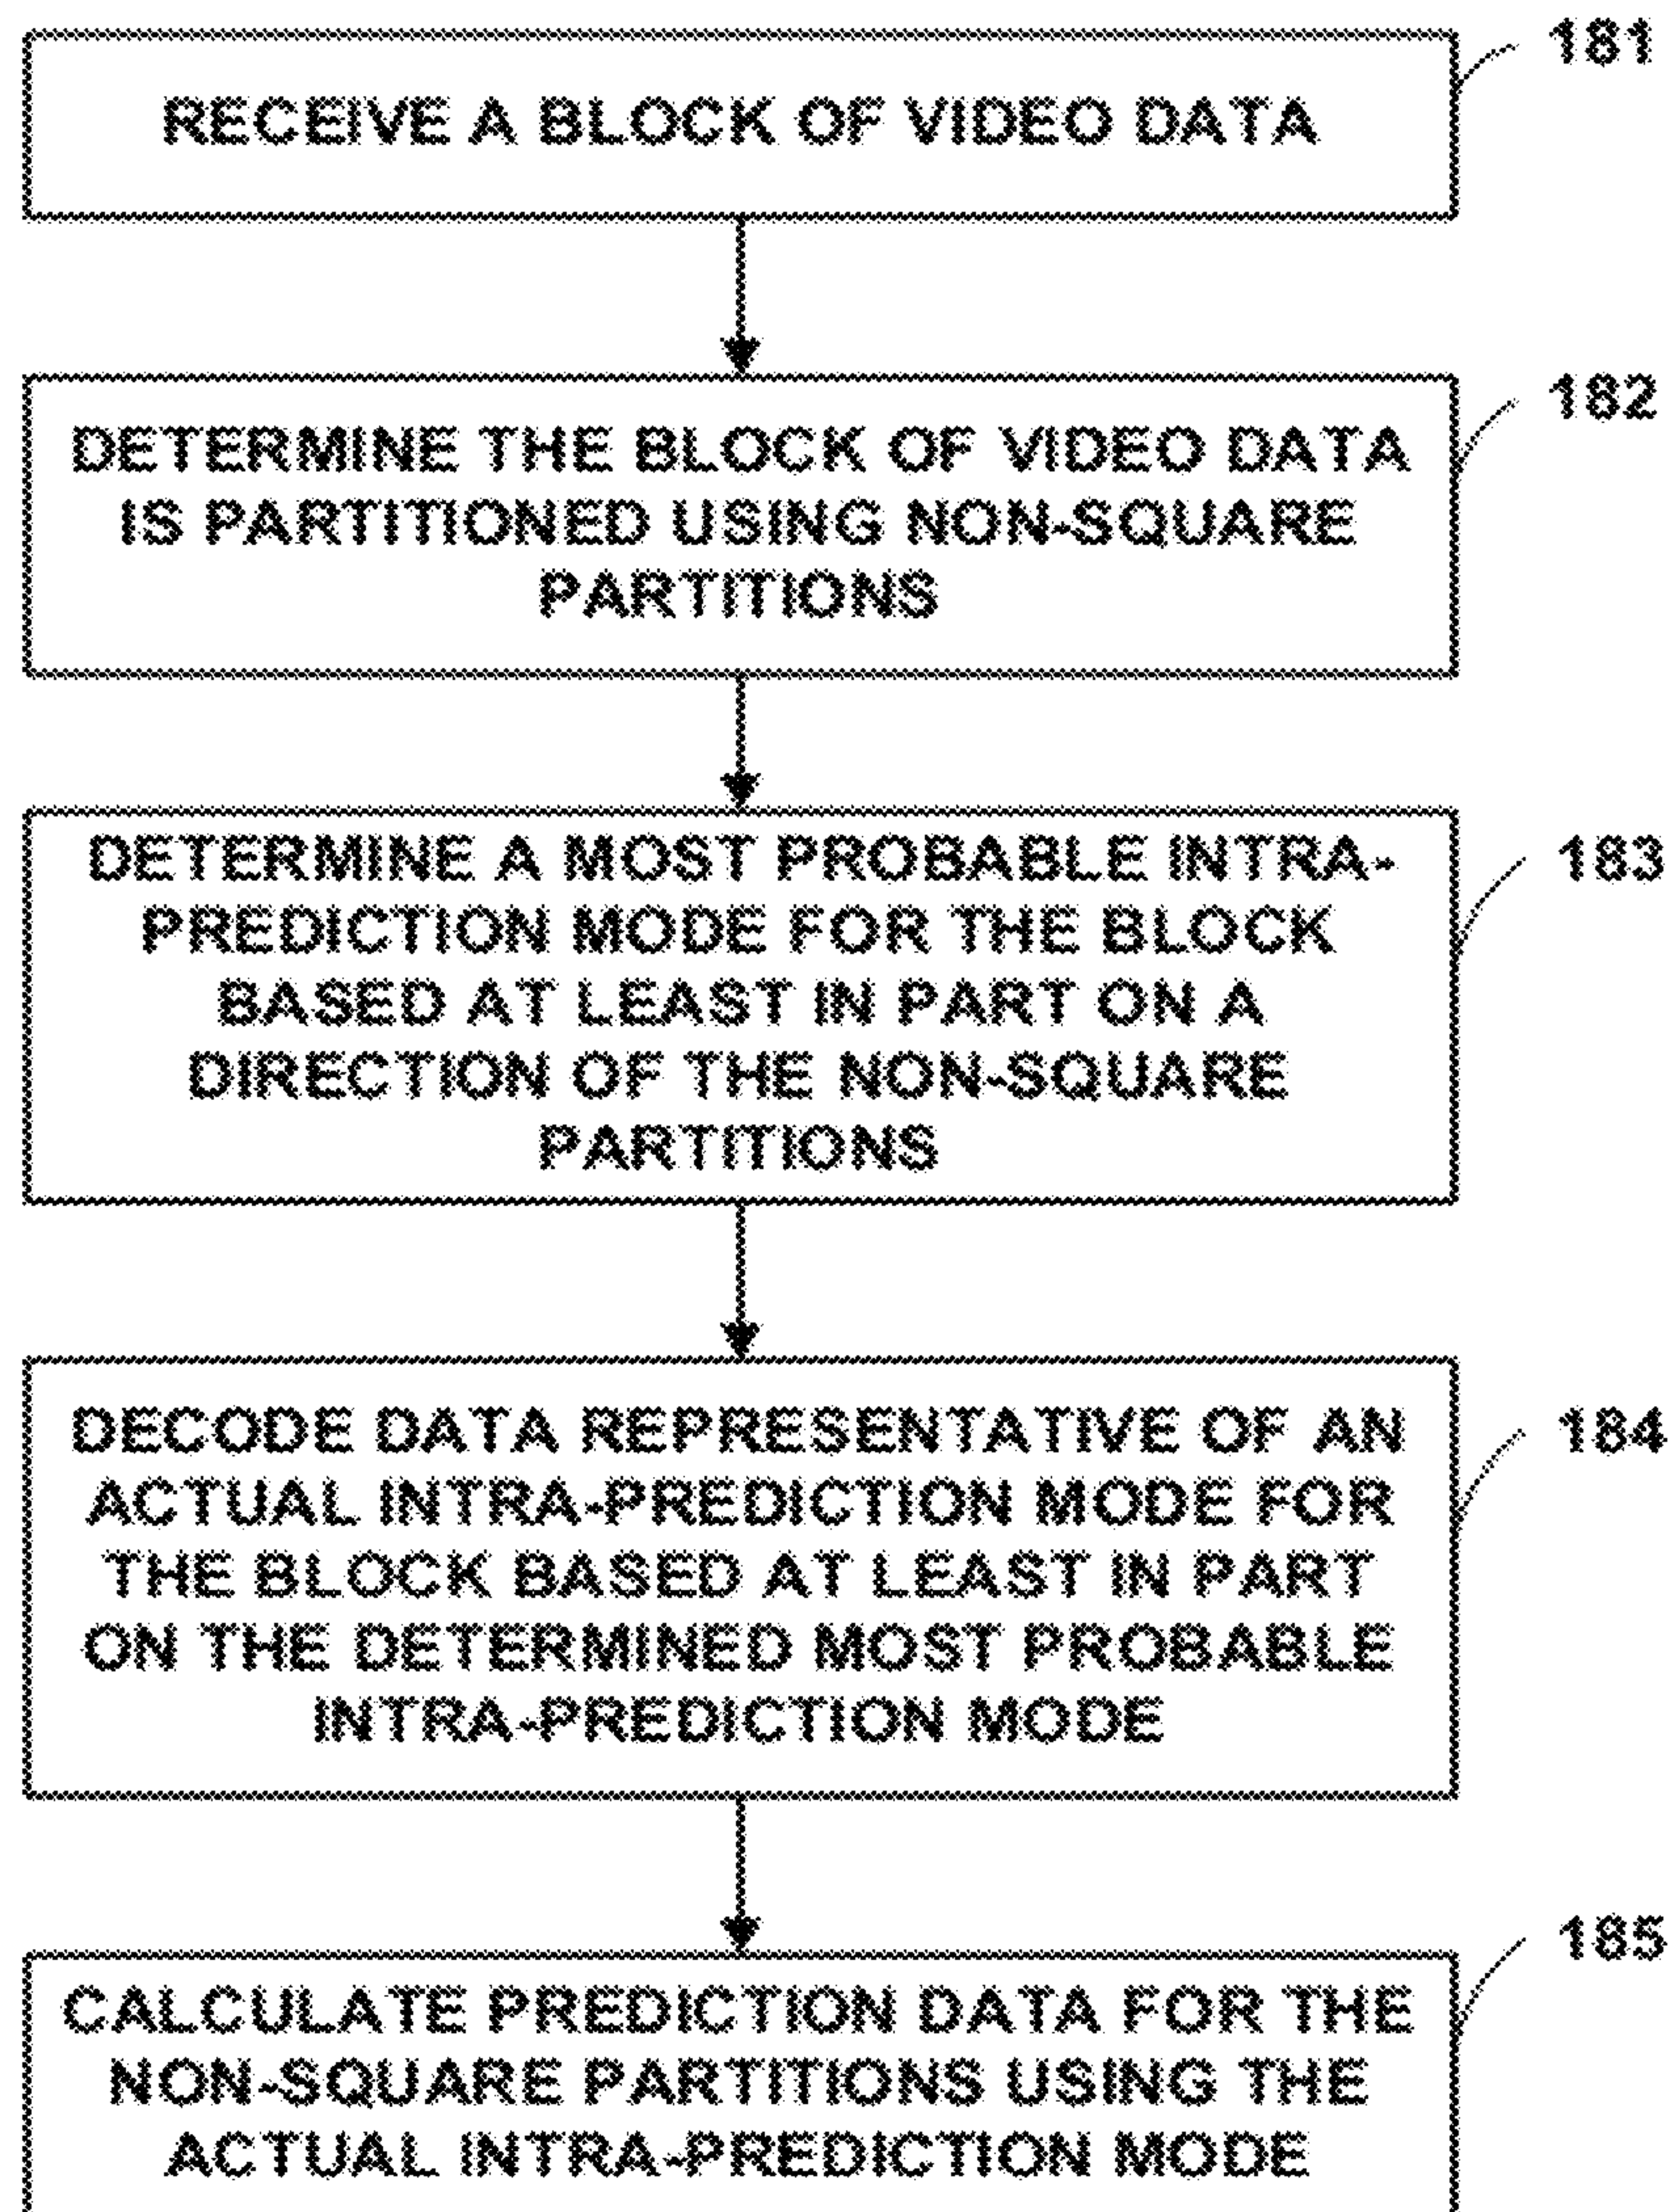 181
RECEIVE A BLOCK OF VIDEO DATA
182
DETERMINE THE BLOCK OF VIDEO DATA
IS PARTITIONED USING NON-SQUARE
PARTITIONS
183
DETERMINE A MOST PROBABLE INTRA-
PREDICTION MODE FOR THE BLOCK
BASED AT LEAST IN PART ON A
DIRECTION OF THE NON-SQUARE
PARTITIONS
184
DECODE DATA REPRESENTATIVE OF AN
ACTUAL INTRA-PREDICTION MODE FOR
THE BLOCK BASED AT LEAST IN PART
ON THE DETERMINED MOST PROBABLE
INTRA-PREDICTION MODE
185
CALCULATE PREDICTION DATA FOR THE
NON-SQUARE PARTITIONS USING THE
ACTUAL INTRA-PREDICTION MODE